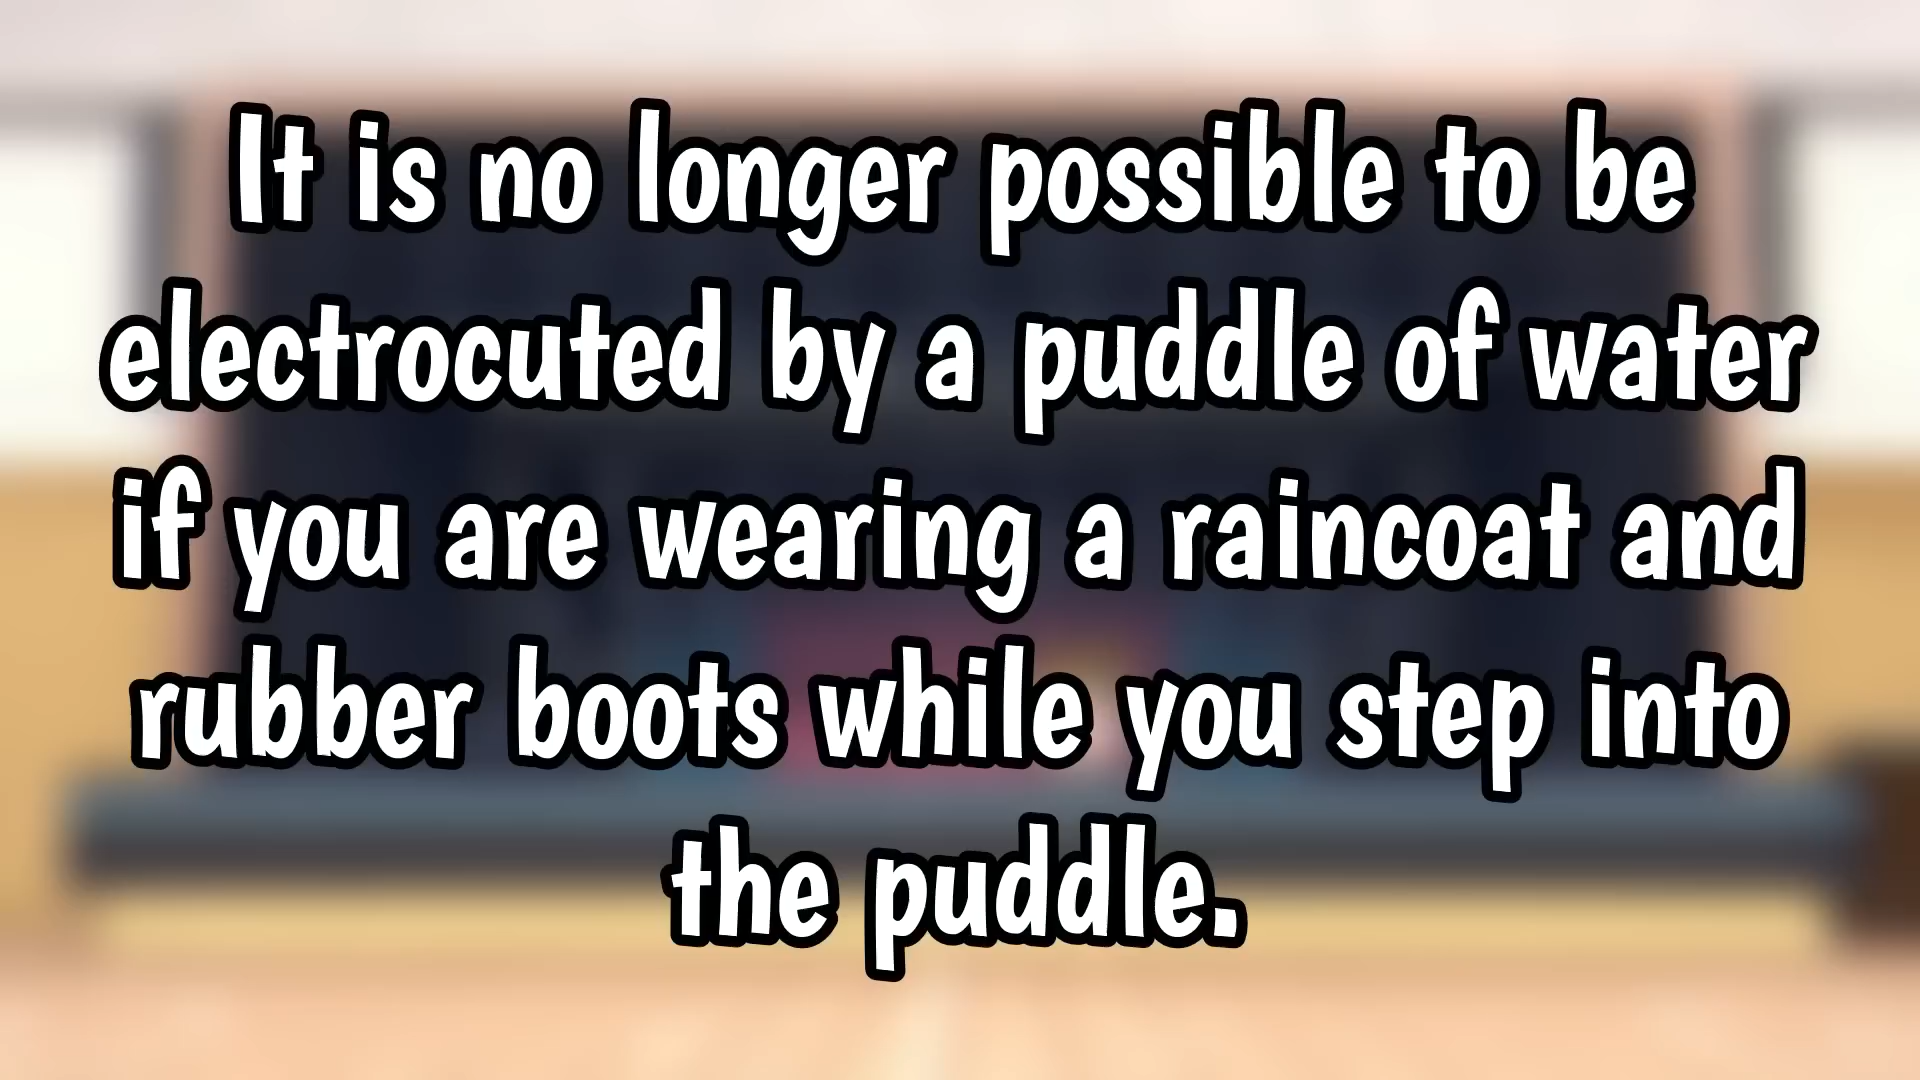 It is no longer possible to be
electrocuted by a puddle of water
if you are wearing a raincoat and
rubber boots while you step into
the puddle.